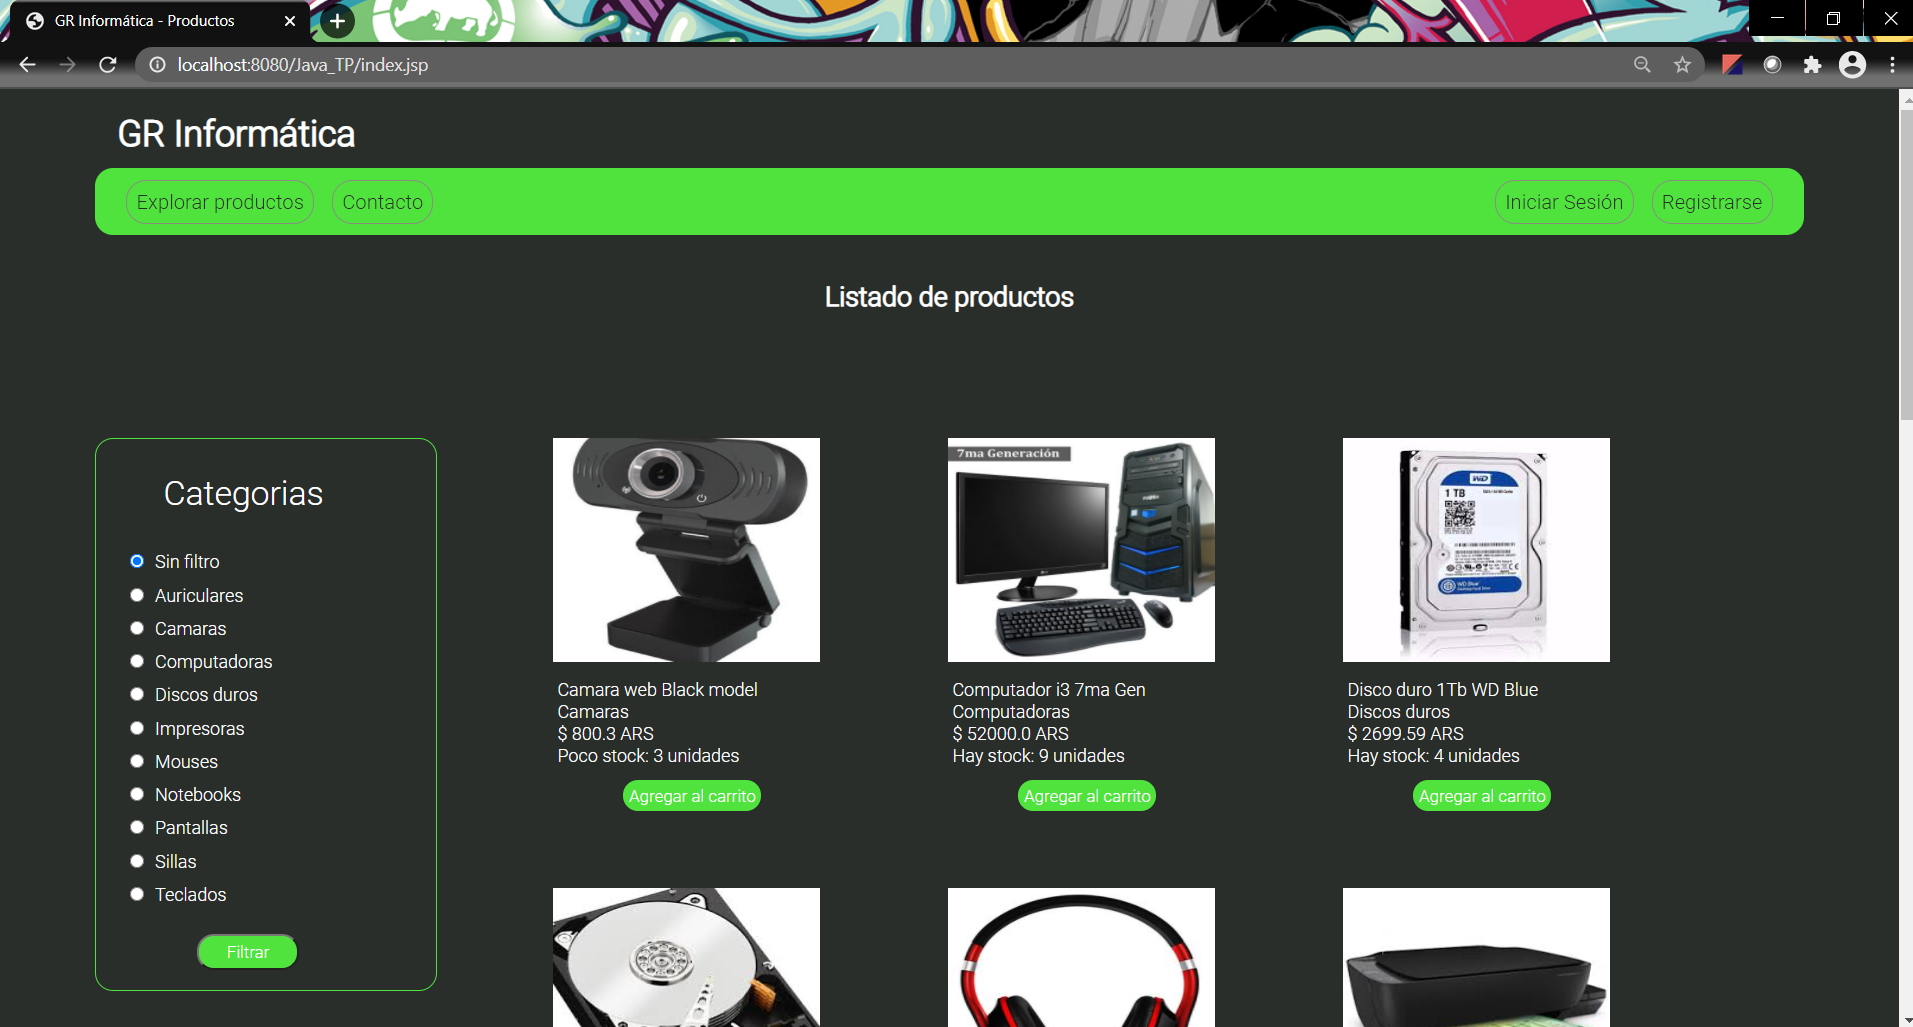 GR Informática - Productos
localhost:8080/Java_TP/index.jsp
GR Informática
Explorar productos
Contacto
Iniciar Sesión
Registrarse
Listado de productos
Categorias
Sin filtro
Auriculares
Camaras
Computadoras
Discos duros
Impresoras
Mouses
Notebooks
Pantallas
Sillas
Teclados
Filtrar
Camara web Black model
Camaras
$ 800.3 ARS
Poco stock: 3 unidades
Agregar al carrito
7ma Generación
Computador i3 7ma Gen
Computadoras
$ 52000.0 ARS
Hay stock: 9 unidades
Agregar al carrito
WD
1 TB
WD Blue
Disco duro 1Tb WD Blue
Discos duros
$ 2699.59 ARS
Hay stock: 4 unidades
Agregar al carrito